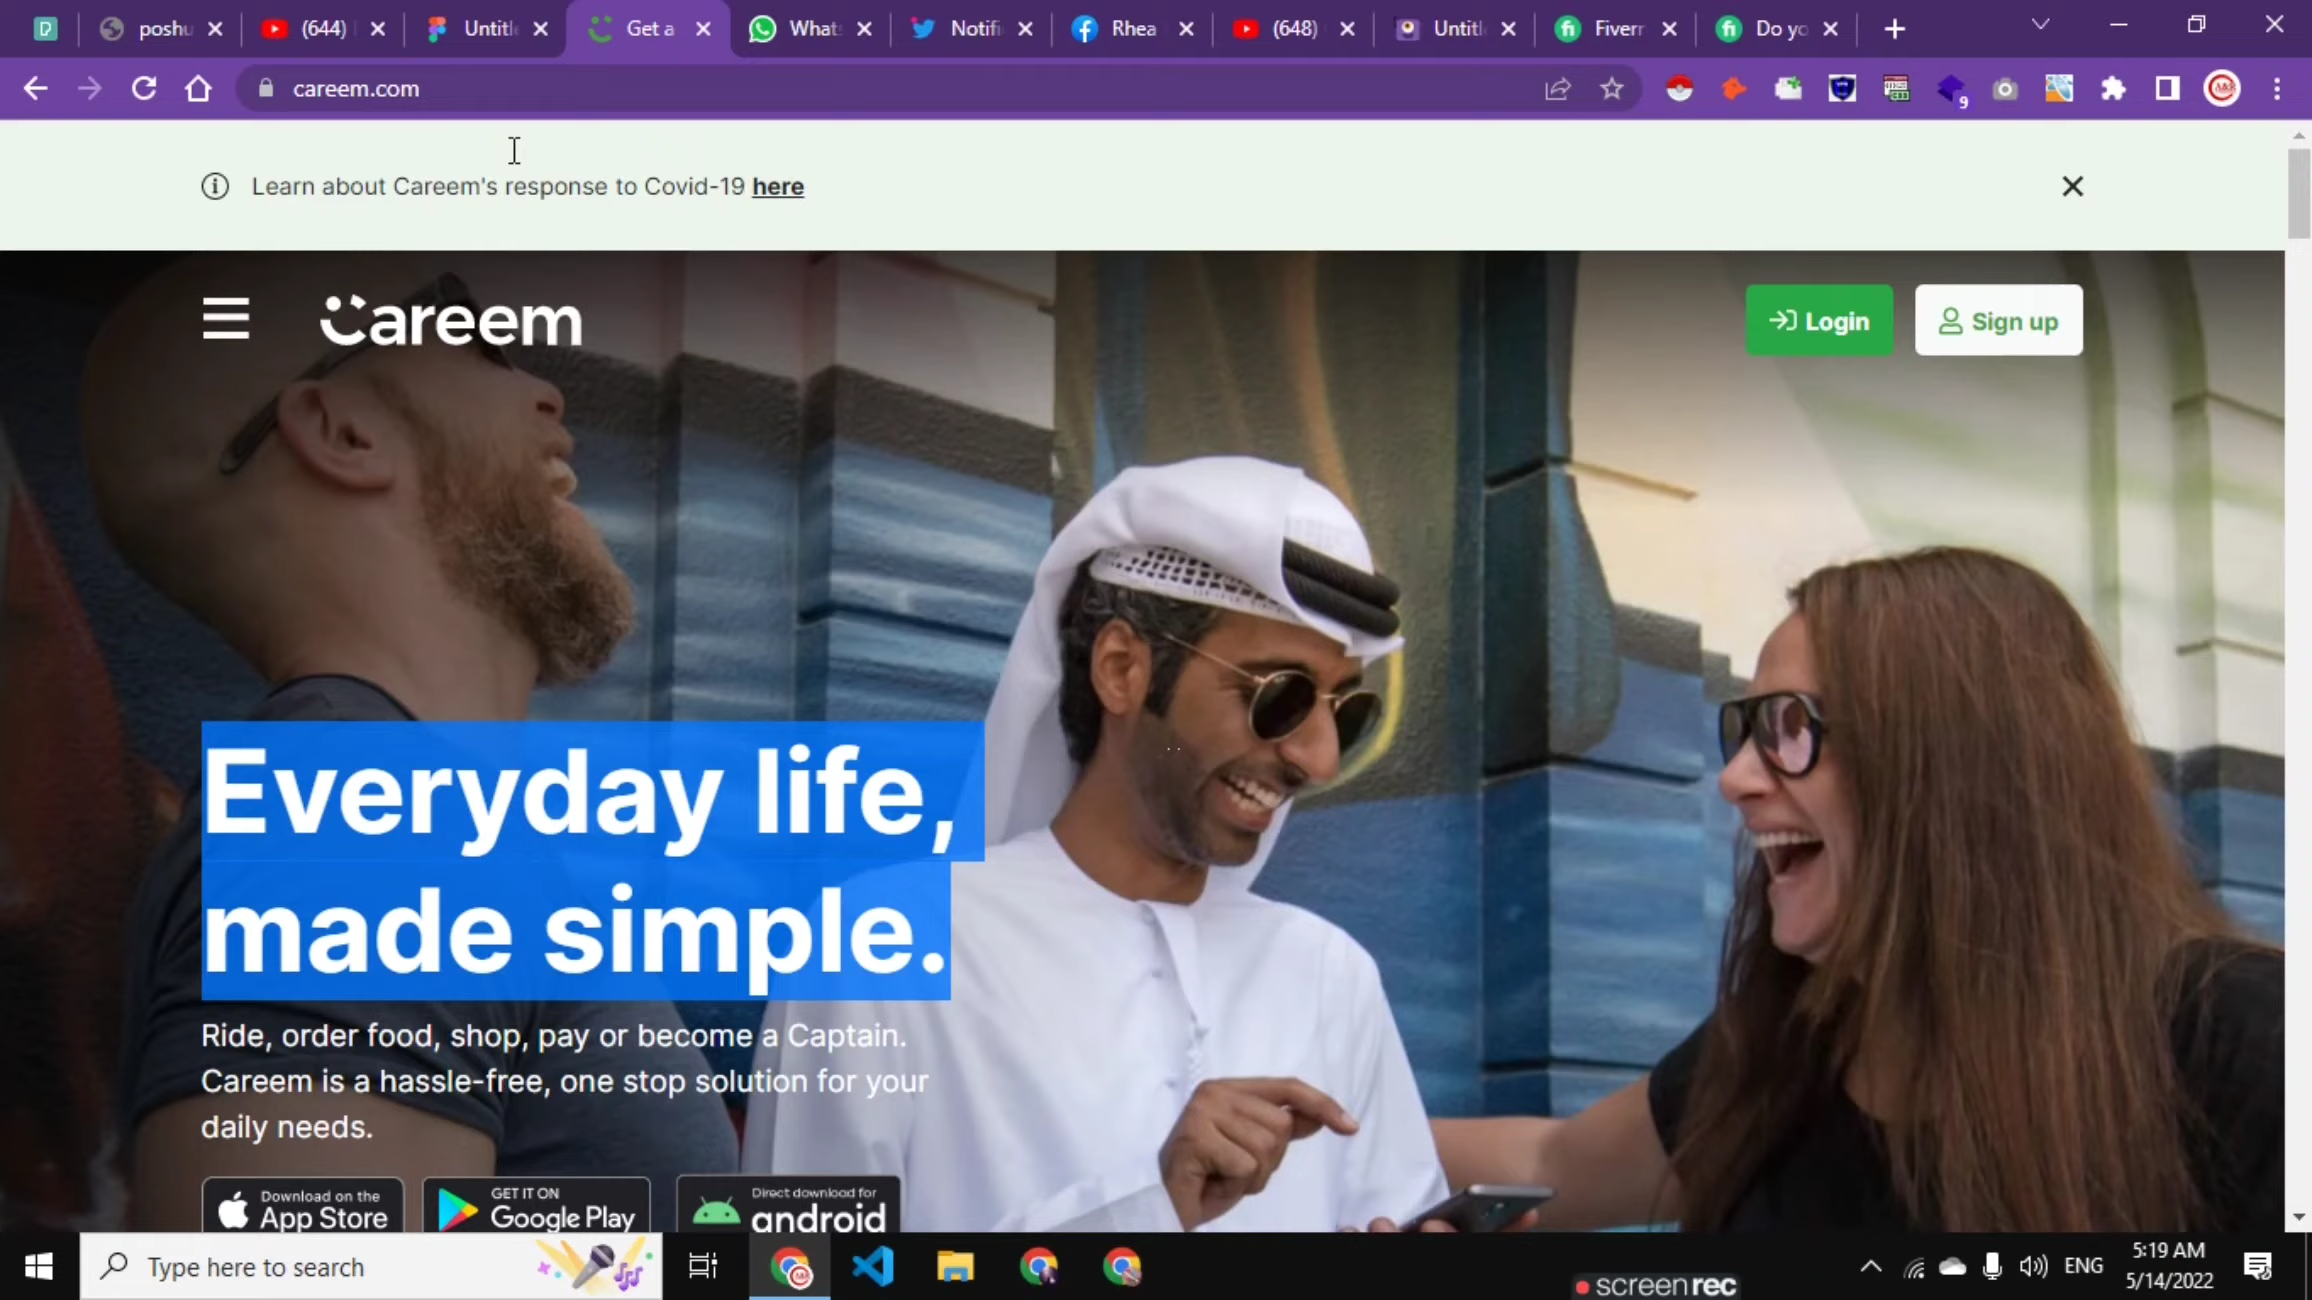 poshu
(644)
Untitle
Get a
What
Notifi
Rhea
(648)
Untitl
Fiverr
Do yo
careem.com
9
Learn about Careem's response to Covid-19 here
Careem
Login
Sign up
Everyday life,
made simple.
Ride, order food, shop, pay or become a Captain.
Careem is a hassle-free, one stop solution for your
daily needs.
Download on the
App Store
GET IT ON
Google Play
Direct download for
android
Type here to search
ENG
5:19 AM
5/14/2022
screenrec